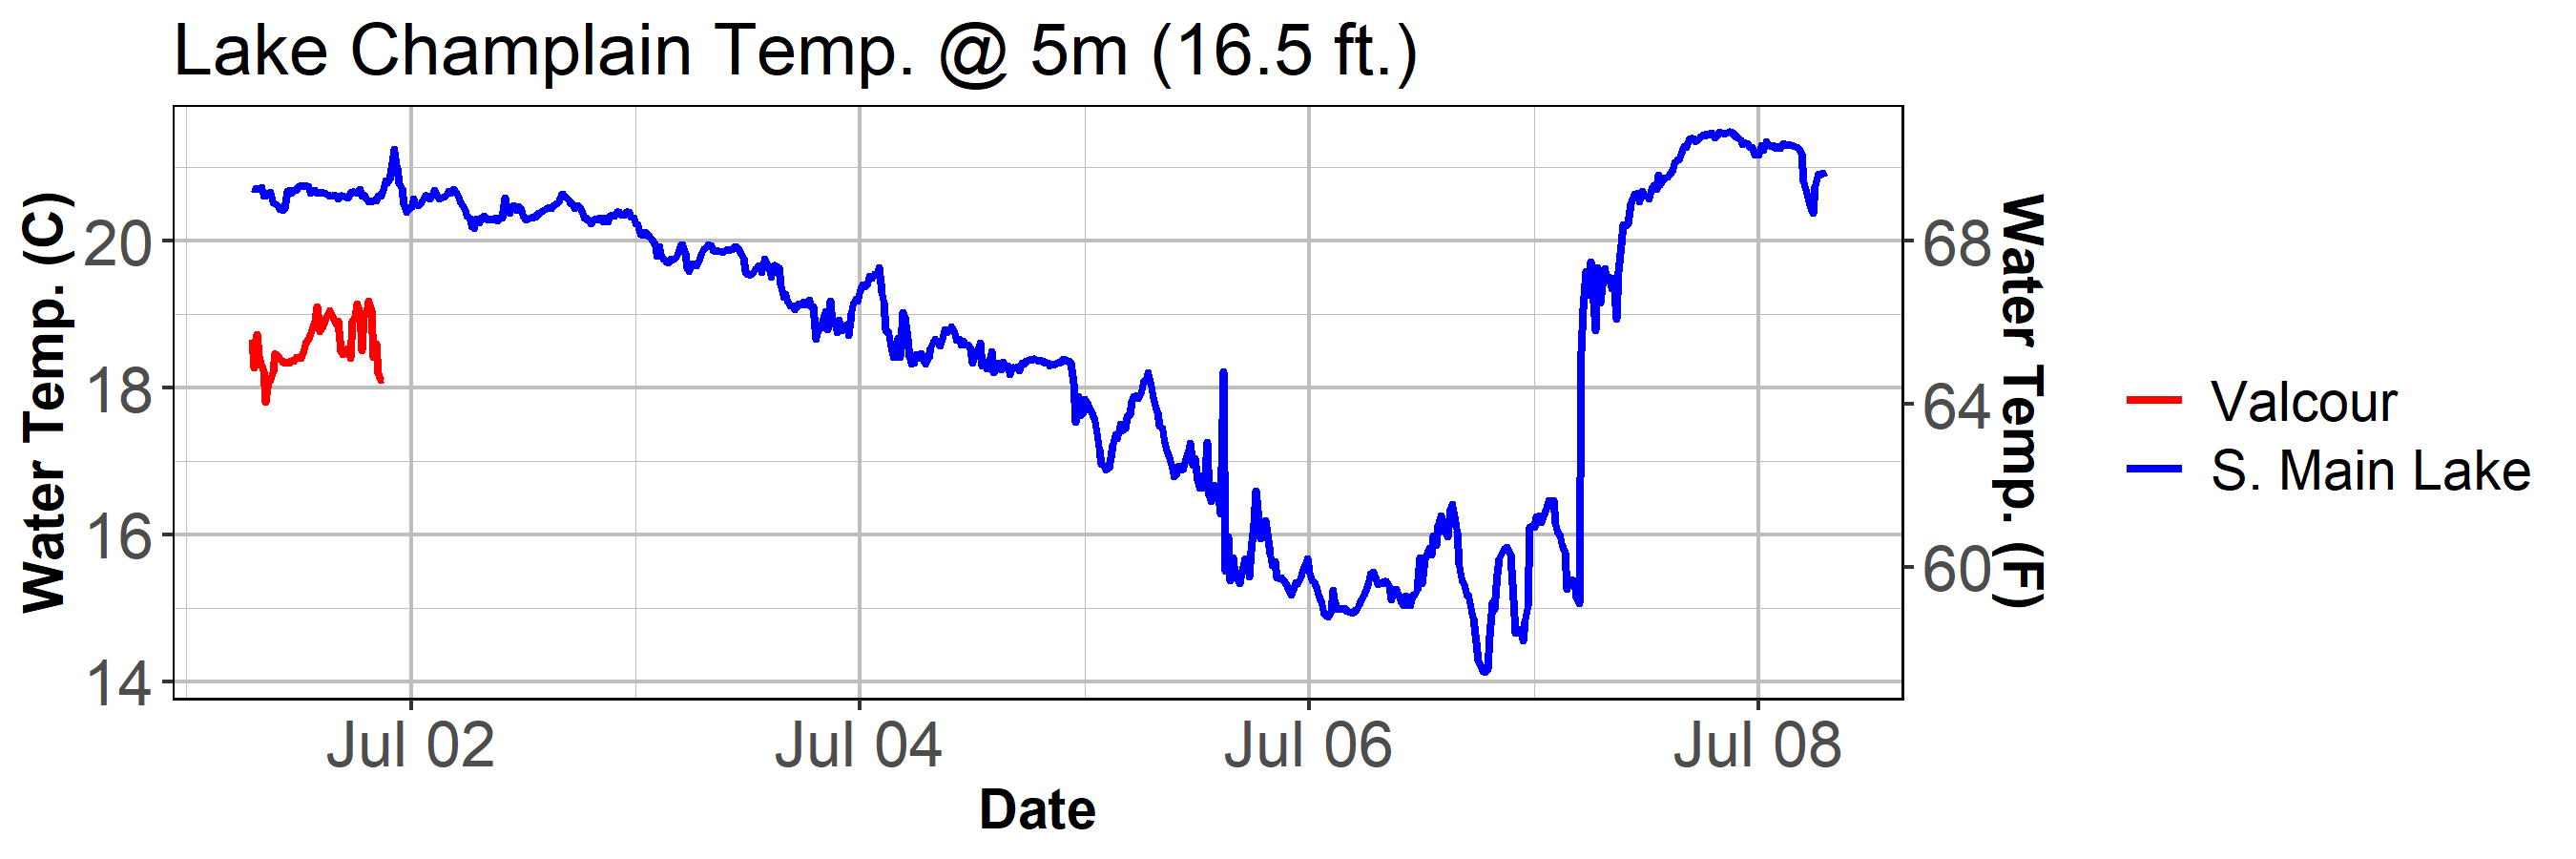 Lake Champlain Temp. @ 5m (16.5 ft.)
Water Temp. (C)
20
18
16
14
68
64
60
Water Temp. (F)
Jul 02
Jul 04
Jul 06
Jul 08
Date
Valcour
S. Main Lake